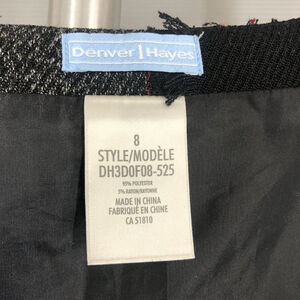 Denver | Hayes
8
STYLE/MODÈLE
DH3D0F08-525
95% POLYESTER
5% RAYON/RAYONNE
MADE IN CHINA
FABRIQUÉ EN CHINE
CA 51810